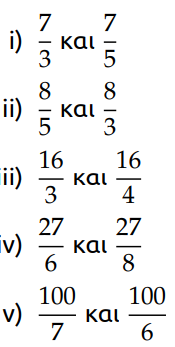 i) 7/3 και 7/5
ii) 8/5 και 8/3
iii) 16/3 και 16/4
iv) 27/6 και 27/8
v) 100/7 και 100/6